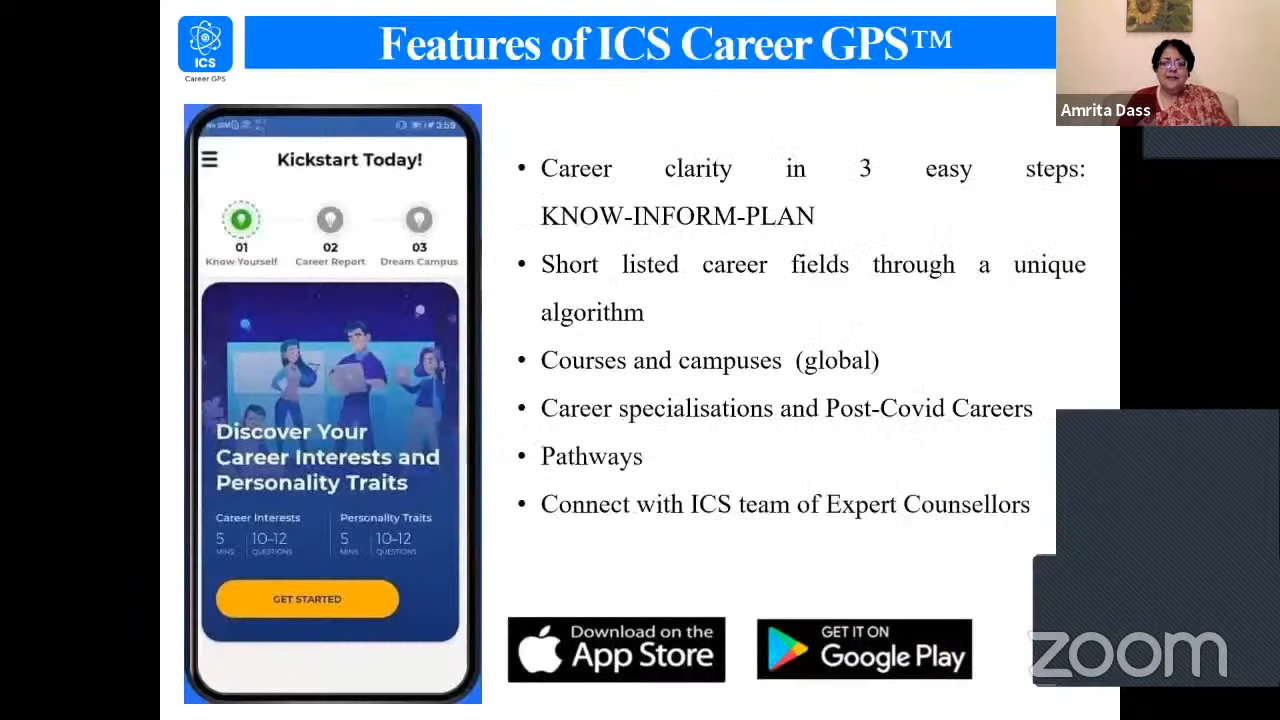 ICS
Career GPS
Features of ICS Career GPS™
Amrita Dass
3:59
Kickstart Today!
01
02
03
Know Yourself
Career Report
Dream Campus
Discover Your
Career Interests and
Personality Traits
Career Interests
Personality Traits
5
10-12
5
10-12
MINS
QUESTIONS
MINS
QUESTIONS
GET STARTED
• Career clarity in 3 easy steps:
KNOW-INFORM-PLAN
• Short listed career fields through a unique
algorithm
• Courses and campuses (global)
• Career specialisations and Post-Covid Careers
• Pathways
• Connect with ICS team of Expert Counsellors
Download on the
App Store
GET IT ON
Google Play
zoom